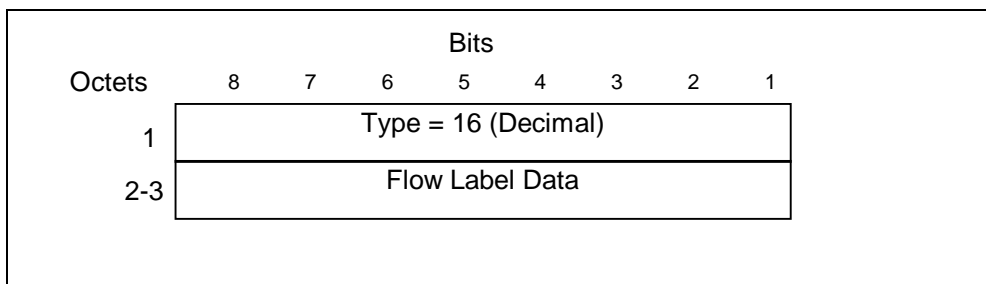 Bits
Octets 8 7 6 5 4 3 2 1
1 Type = 16 (Decimal)
2-3 Flow Label Data